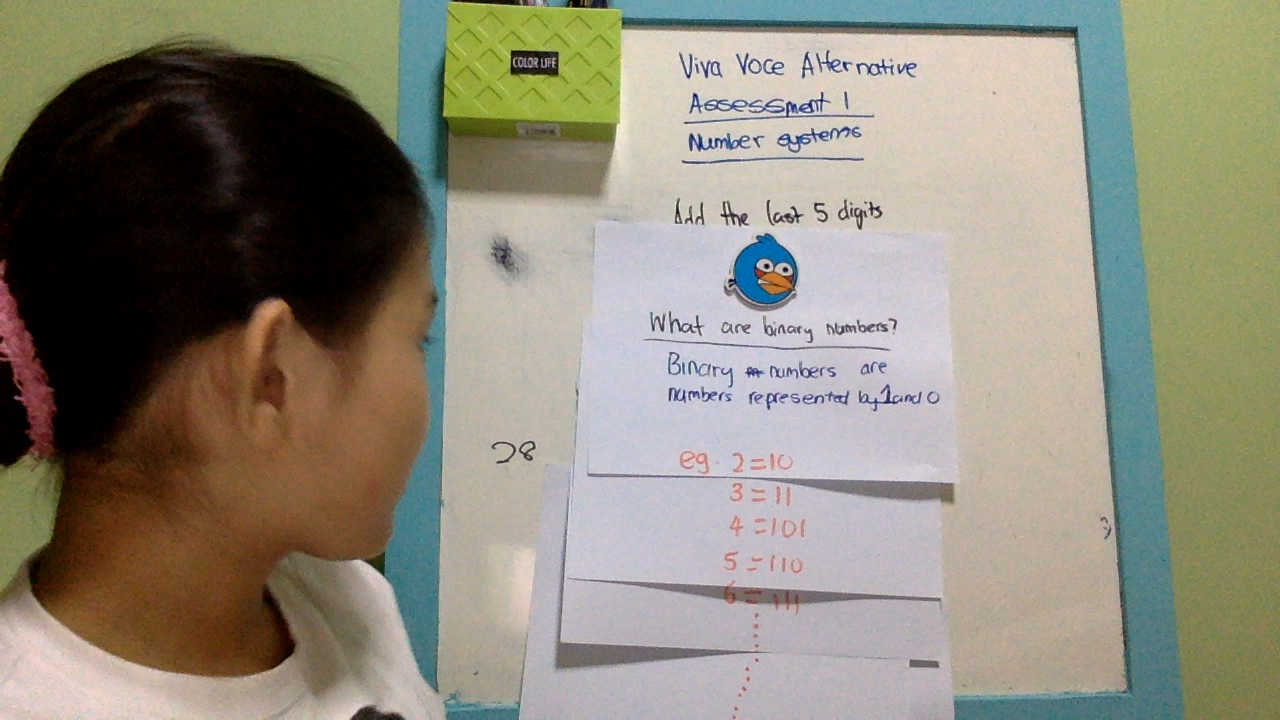 COLOR LIFE
Viva Voce Alternative
Assessment 1
Number systems
Add the last 5 digits
What are binary numbers?
Binary numbers are
numbers represented by 1 and 0
28
eg. 2=10
3=11
4=101
5=110
6=111